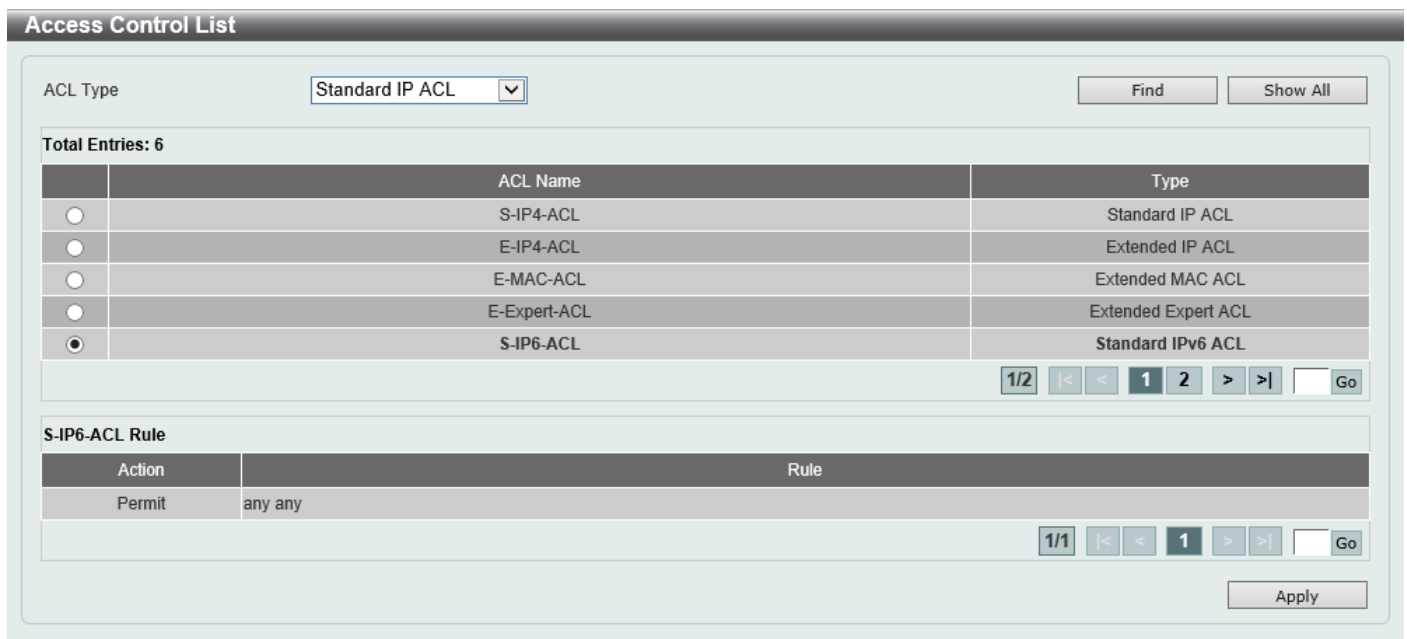 Access Control List
ACL Type Standard IP ACL Find Show All
Total Entries: 6
ACL Name Type
S-IP4-ACL Standard IP ACL
E-IP4-ACL Extended IP ACL
E-MAC-ACL Extended MAC ACL
E-Expert-ACL Extended Expert ACL
S-IP6-ACL Standard IPv6 ACL
1/2 |< < 1 2 > >| Go
S-IP6-ACL Rule
Action Rule
Permit any any
1/1 |< < 1 > >| Go
Apply